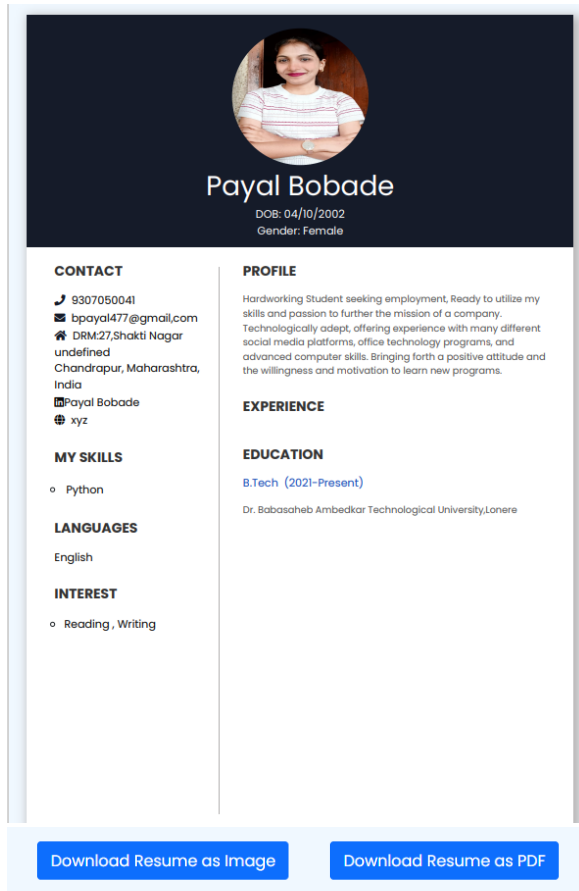 Payal Bobade
DOB: 04/10/2002
Gender: Female
CONTACT
9307050041
bpayal477@gmail,com
DRM:27,Shakti Nagar
undefined
Chandrapur, Maharashtra,
India
Payal Bobade
xyz
MY SKILLS
Python
LANGUAGES
English
INTEREST
Reading , Writing
PROFILE
Hardworking Student seeking employment, Ready to utilize my
skills and passion to further the mission of a company.
Technologically adept, offering experience with many different
social media platforms, office technology programs, and
advanced computer skills. Bringing forth a positive attitude and
the willingness and motivation to learn new programs.
EXPERIENCE
EDUCATION
B.Tech (2021-Present)
Dr. Babasaheb Ambedkar Technological University,Lonere
Download Resume as Image
Download Resume as PDF